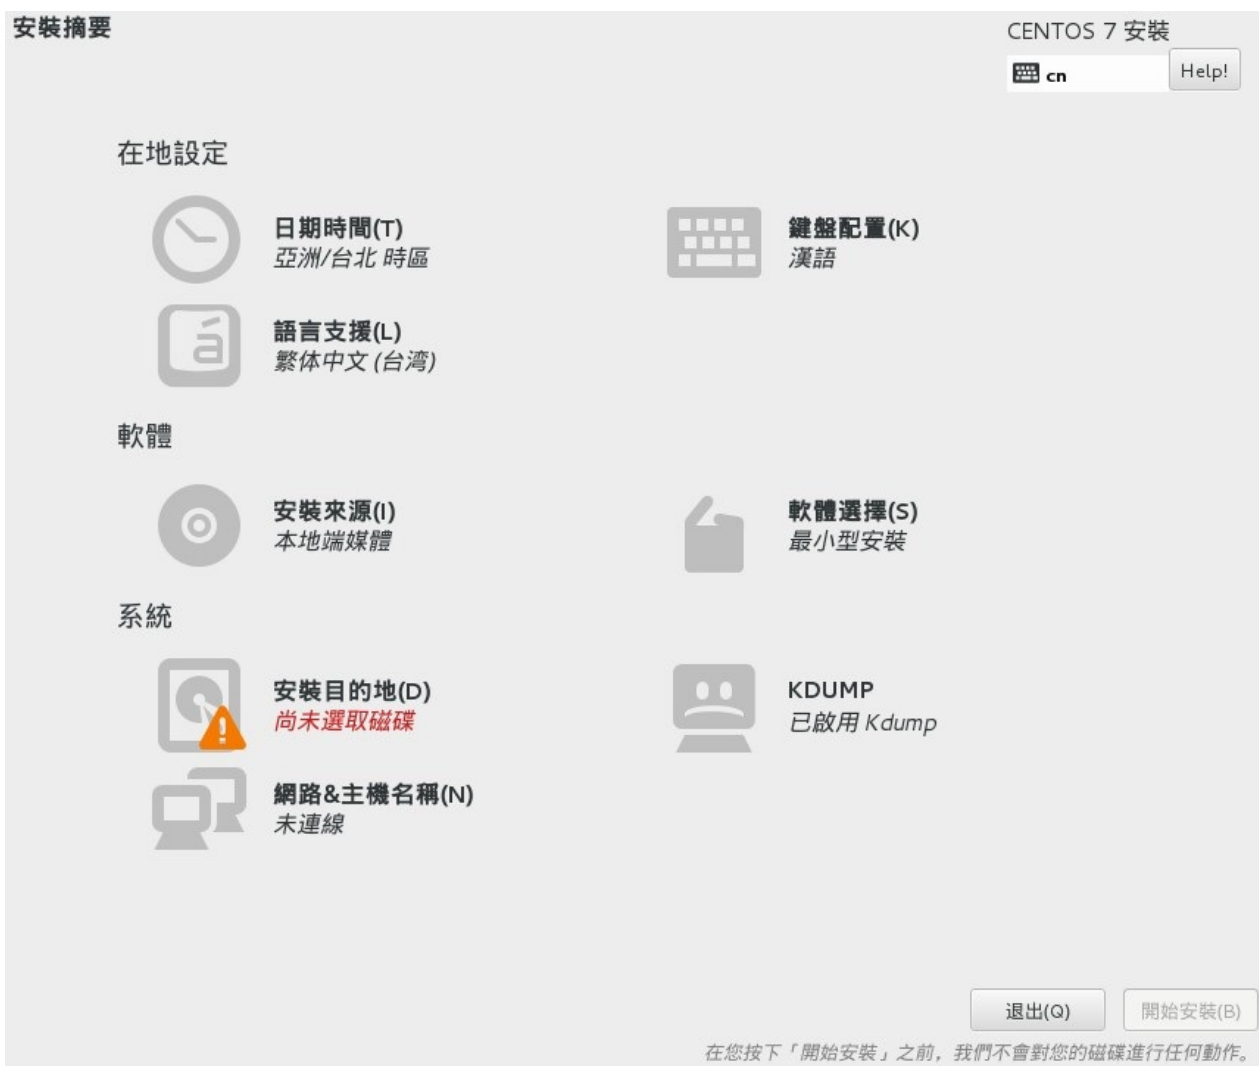 安裝摘要
CENTOS 7 安裝
cn
Help!
在地設定
日期時間(T)
亞洲/台北 時區
鍵盤配置(K)
漢語
語言支援(L)
繁体中文 (台湾)
軟體
安裝來源(I)
本地端媒體
軟體選擇(S)
最小型安裝
系統
安裝目的地(D)
尚未選取磁碟
KDUMP
已啟用 Kdump
網路&主機名稱(N)
未連線
退出(Q)
開始安裝(B)
在您按下「開始安裝」之前，我們不會對您的磁碟進行任何動作。